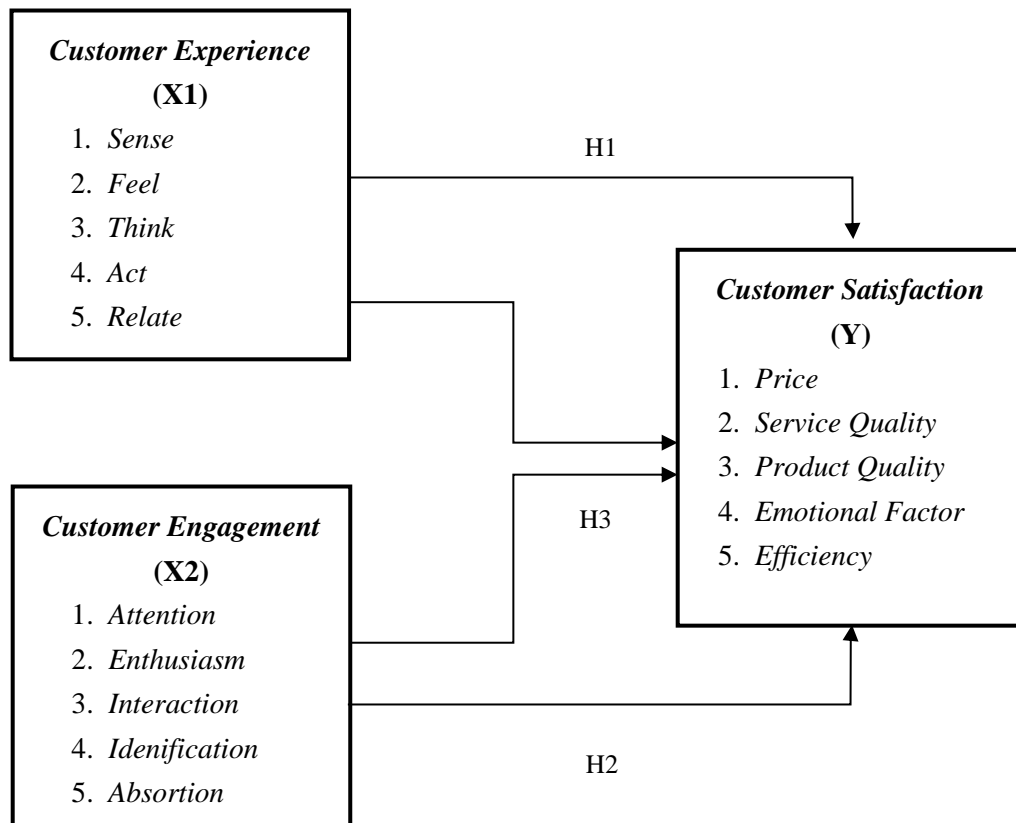 Customer Experience
(X1)
1. Sense
2. Feel
3. Think
4. Act
5. Relate
H1
Customer Satisfaction
(Y)
1. Price
2. Service Quality
3. Product Quality
4. Emotional Factor
5. Efficiency
H3
Customer Engagement
(X2)
1. Attention
2. Enthusiasm
3. Interaction
4. Idenification
5. Absortion
H2